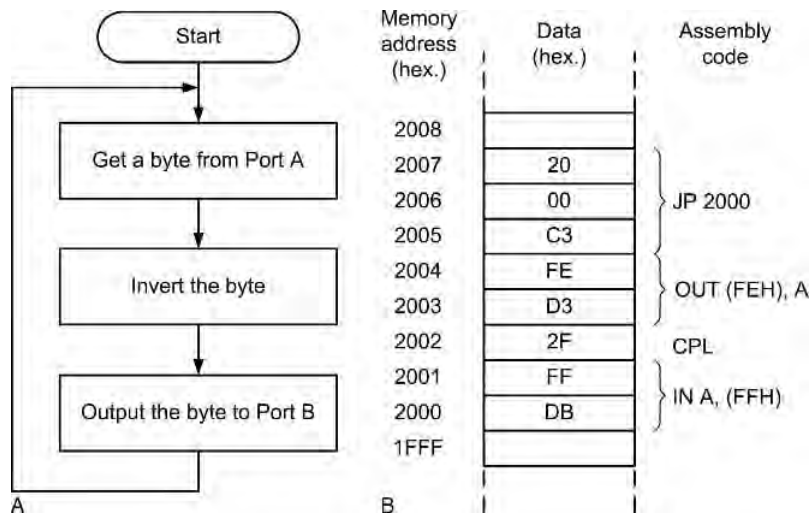 Start
Get a byte from Port A
Invert the byte
Output the byte to Port B
A
Memory
address
(hex.)
Data
(hex.)
Assembly
code
2008
2007 20
2006 00 JP 2000
2005 C3
2004 FE
OUT (FEH), A
2003 D3
2002 2F CPL
2001 FF
IN A, (FFH)
2000 DB
1FFF
B